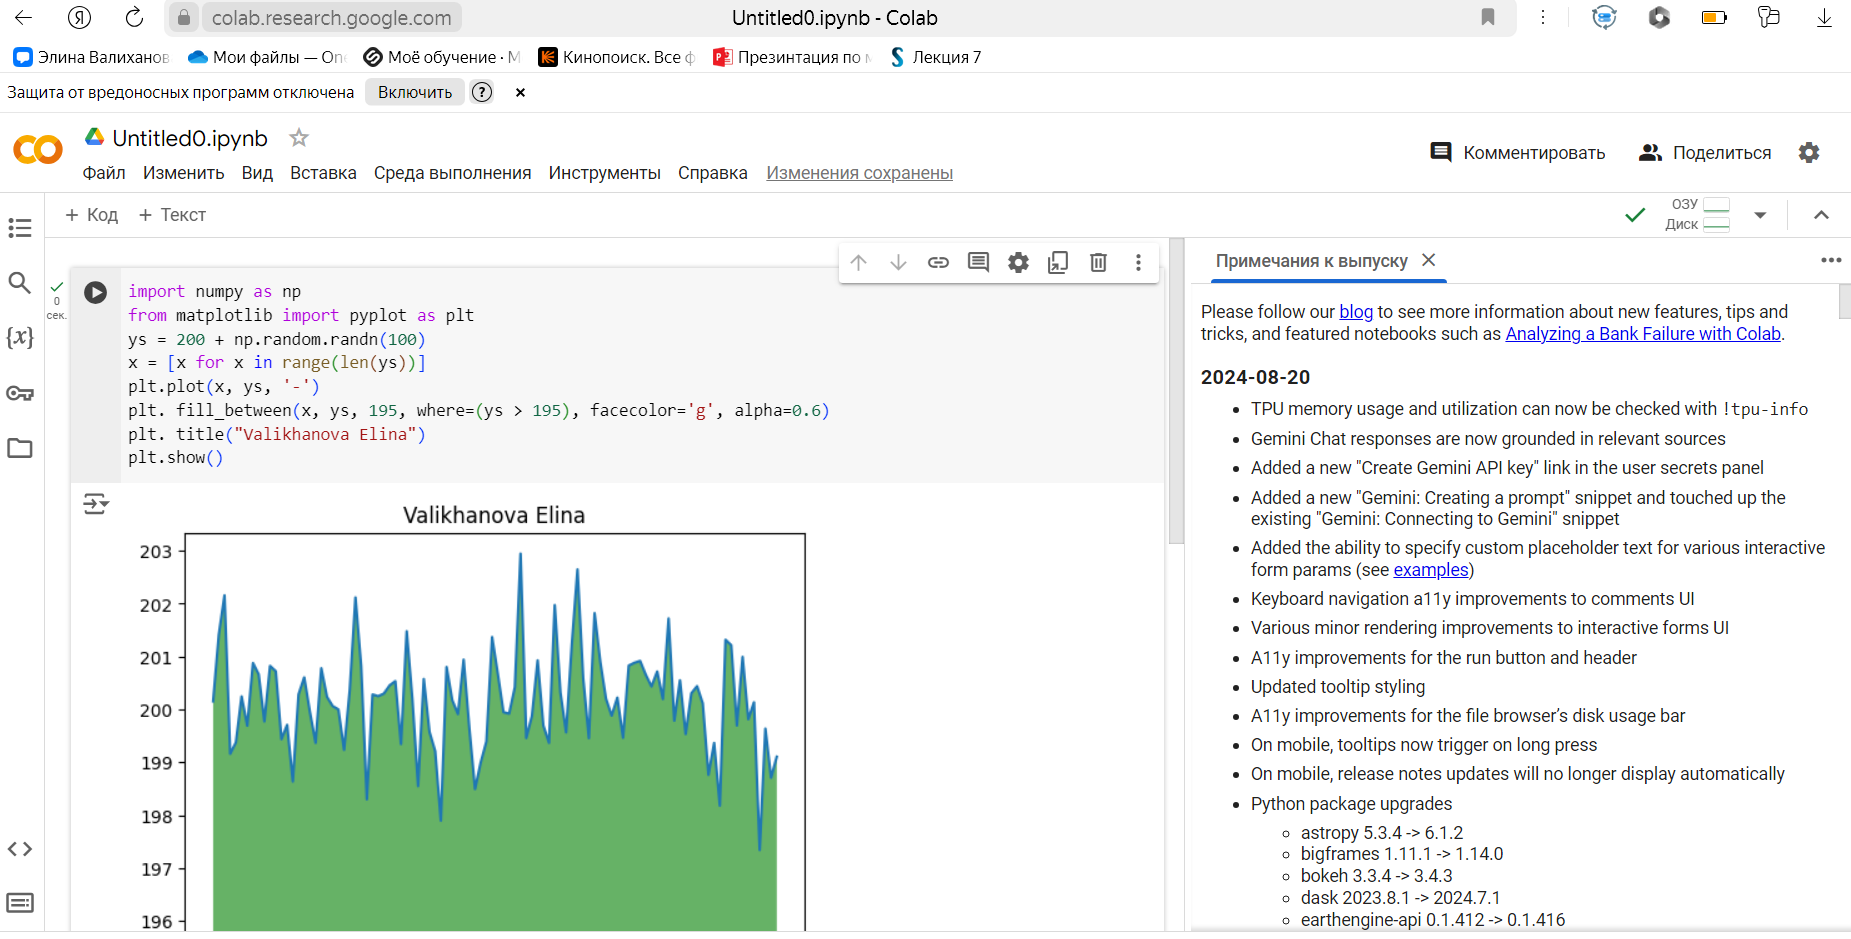 colab.research.google.com
Untitled0.ipynb - Colab
Элина Валиханов
Мои файлы — On
Моё обучение · М
Кинопоиск. Все ф
Презинтация по
Лекция 7
Защита от вредоносных программ отключена
Включить
?
Untitled0.ipynb
Файл Изменить Вид Вставка Среда выполнения Инструменты Справка Изменения сохранены
Комментировать
Поделиться
+ Код + Текст
ОЗУ
Диск
0
сек.
import numpy as np
from matplotlib import pyplot as plt
ys = 200 + np.random.randn(100)
x = [x for x in range(len(ys))]
plt.plot(x, ys, '-')
plt. fill_between(x, ys, 195, where=(ys > 195), facecolor='g', alpha=0.6)
plt. title("Valikhanova Elina")
plt.show()
Valikhanova Elina
203
202
201
200
199
198
197
196
Примечания к выпуску
Please follow our blog to see more information about new features, tips and
tricks, and featured notebooks such as Analyzing a Bank Failure with Colab.
2024-08-20
• TPU memory usage and utilization can now be checked with !tpu-info
• Gemini Chat responses are now grounded in relevant sources
• Added a new "Create Gemini API key" link in the user secrets panel
• Added a new "Gemini: Creating a prompt" snippet and touched up the
existing "Gemini: Connecting to Gemini" snippet
• Added the ability to specify custom placeholder text for various interactive
form params (see examples)
• Keyboard navigation a11y improvements to comments UI
• Various minor rendering improvements to interactive forms UI
• A11y improvements for the run button and header
• Updated tooltip styling
• A11y improvements for the file browser’s disk usage bar
• On mobile, tooltips now trigger on long press
• On mobile, release notes updates will no longer display automatically
• Python package upgrades
◦ astropy 5.3.4 -> 6.1.2
◦ bigframes 1.11.1 -> 1.14.0
◦ bokeh 3.3.4 -> 3.4.3
◦ dask 2023.8.1 -> 2024.7.1
◦ earthengine-api 0.1.412 -> 0.1.416